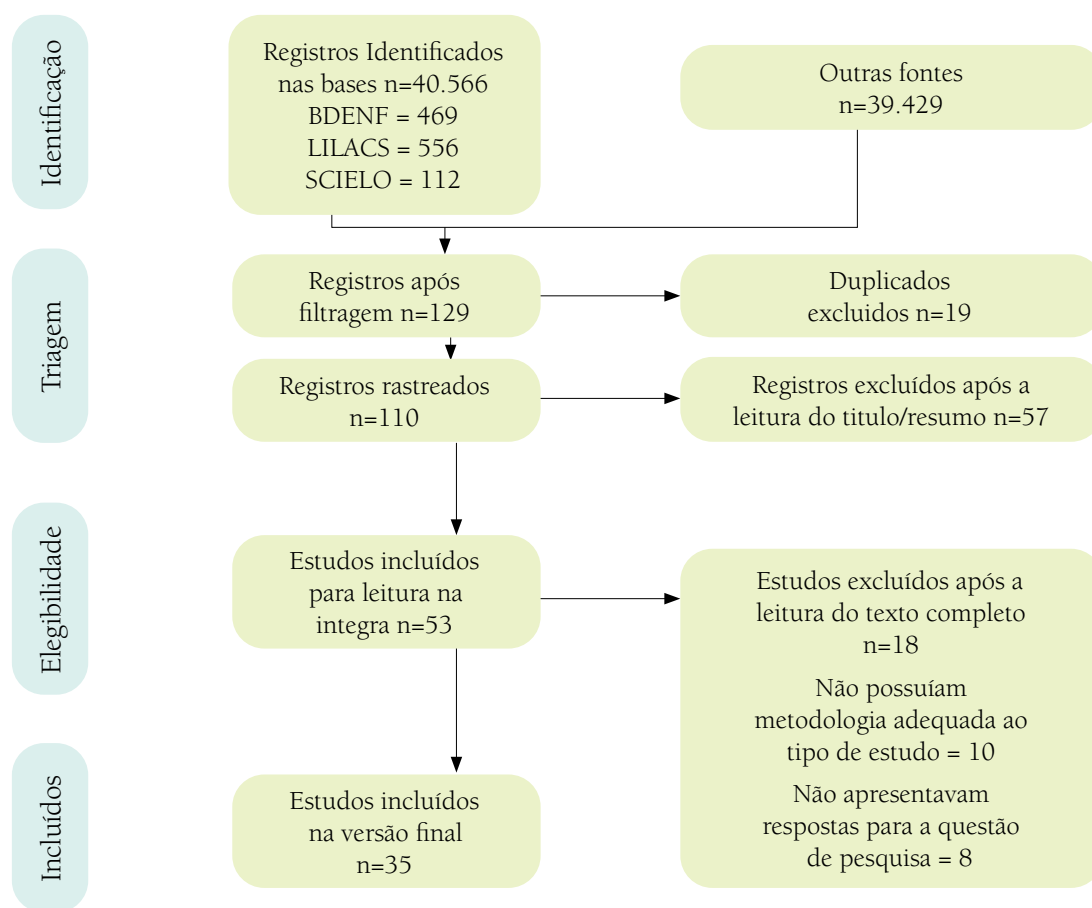 Identificação
Registros Identificados
nas bases n=40.566
BDENF = 469
LILACS = 556
SCIELO = 112
Outras fontes
n=39.429
Triagem
Registros após
filtragem n=129
Duplicados
excluidos n=19
Registros rastreados
n=110
Registros excluídos após a
leitura do titulo/resumo n=57
Elegibilidade
Estudos incluídos
para leitura na
integra n=53
Estudos excluídos após a
leitura do texto completo
n=18
Não possuíam
metodologia adequada ao
tipo de estudo = 10
Não apresentavam
respostas para a questão
de pesquisa = 8
Incluídos
Estudos incluídos
na versão final
n=35